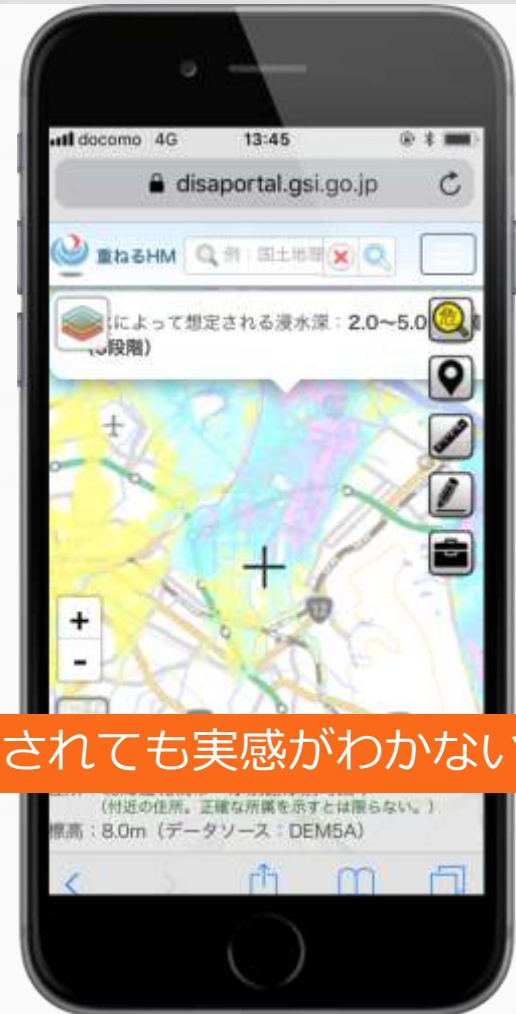 docomo 4G 13:45
disaportal.gsi.go.jp
重ねるHM 例：国土地理
によって想定される浸水深：2.0〜5.0
段階）
危
12
+
-
されても実感がわかない
（付近の住所。正確な所属を示すとは限らない。）
標高：8.0m（データソース：DEM5A）